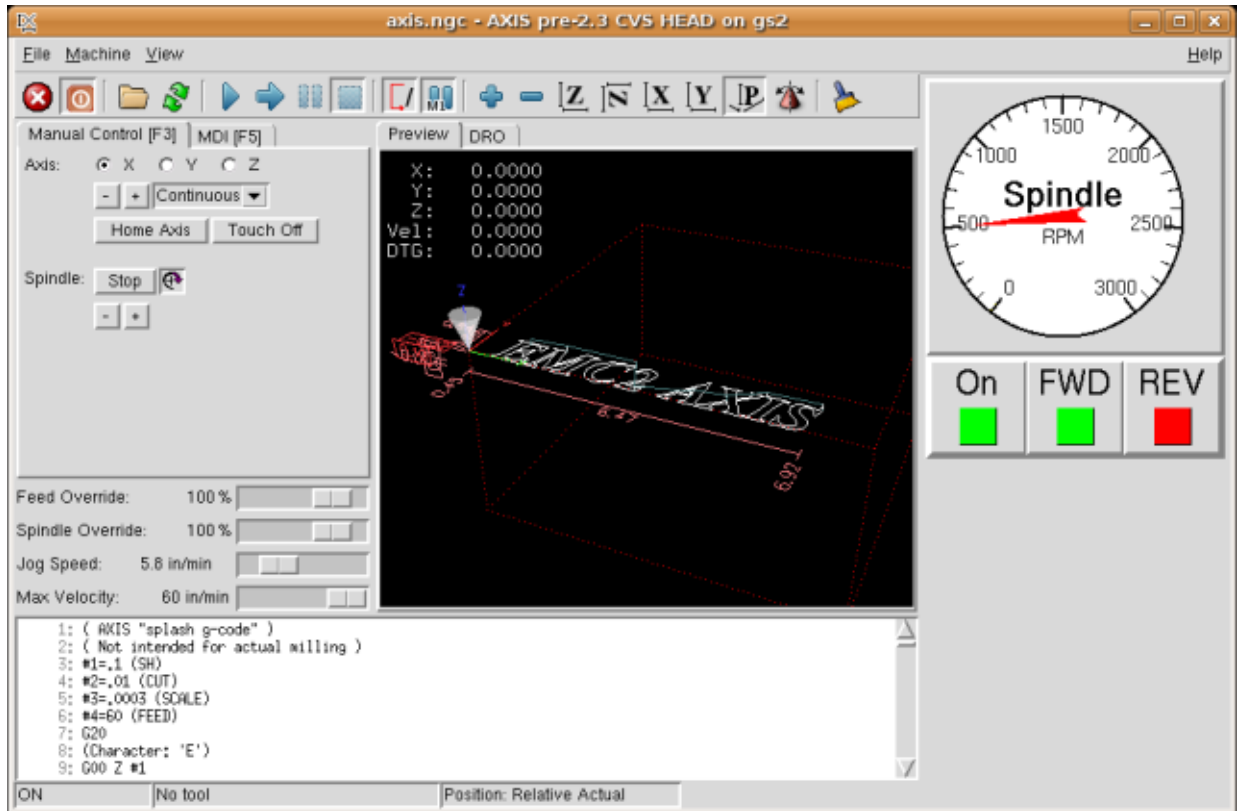 axis.ngc - AXIS pre-2.3 CVS HEAD on gs2
File Machine View Help
M1 Z N X Y P
Manual Control [F3] MDI [F5]
Axis: X Y Z
- + Continuous
Home Axis Touch Off
Spindle: Stop
- +
Feed Override: 100 %
Spindle Override: 100 %
Jog Speed: 5.8 in/min
Max Velocity: 60 in/min
Preview DRO
X: 0.0000
Y: 0.0000
Z: 0.0000
Vel: 0.0000
DTG: 0.0000
Z
EMC2 AXIS
0.45
6.47
6.92
Spindle
RPM
0
500
1000
1500
2000
2500
3000
On FWD REV
1: ( AXIS "splash g-code" )
2: ( Not intended for actual milling )
3: #1=.1 (SH)
4: #2=.01 (CUT)
5: #3=.0003 (SCALE)
6: #4=60 (FEED)
7: G20
8: (Character: 'E')
9: G00 Z #1
ON No tool Position: Relative Actual